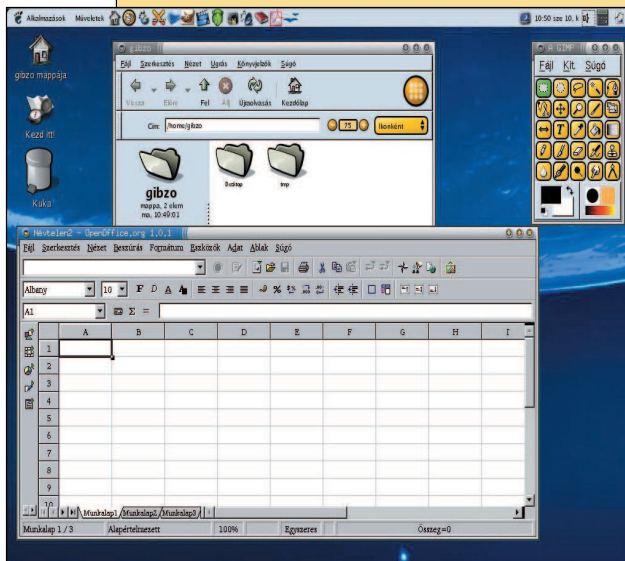 Alkalmazások Műveletek 10:50 sze 10, k
gibzo mappája
Kezd itt!
Kuka
gibzo
Fájl Szerkesztés Nézet Ugrás Könyvjelzők Súgó
Vissza Előre Fel Állj Újraolvasás Kezdőlap
Cím: /home/gibzo 75 Ikonként
gibzo
mappa, 2 elem
ma, 10:49:01
Desktop tmp
A GIMP
Fájl Kit. Súgó
Névtelen2 - OpenOffice.org 1.0.1
Fájl Szerkesztés Nézet Beszúrás Formátum Eszközök Adat Ablak Súgó
Albany 10 F D A
A1 Σ =
A B C D E F G H I
1
2
3
4
5
6
7
8
9
10
Munkalap1 Munkalap2 Munkalap3
Munkalap 1 / 3 Alapértelmezett 100% Egyszeres Összeg=0